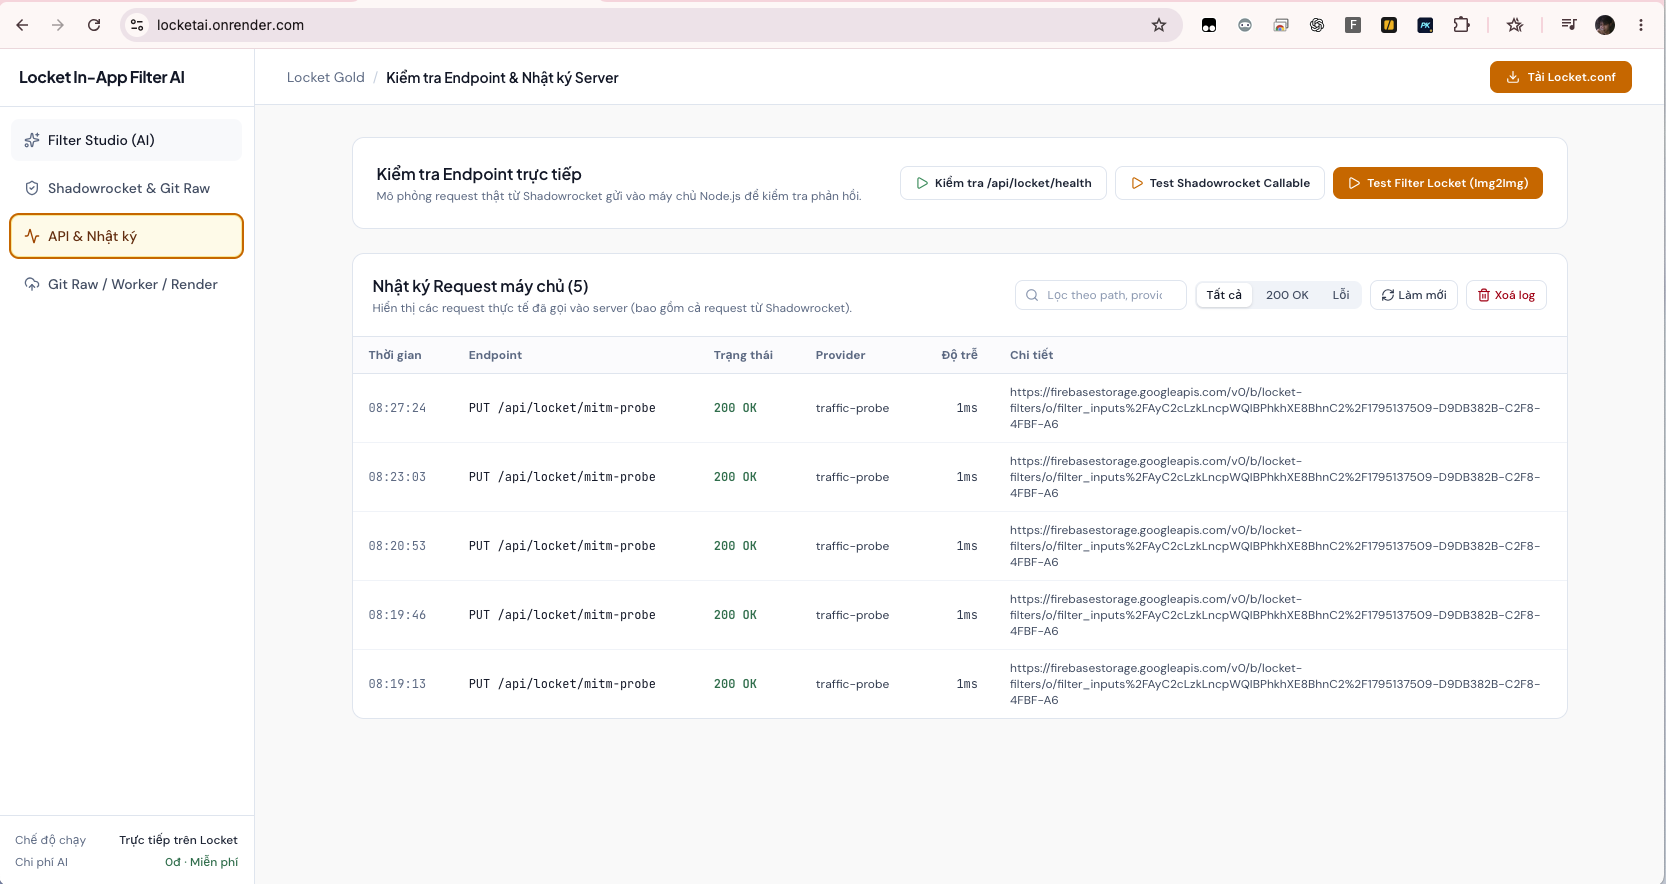 locketai.onrender.com
Locket In-App Filter AI
Locket Gold / Kiểm tra Endpoint & Nhật ký Server
Tải Locket.conf
Filter Studio (AI)
Shadowrocket & Git Raw
API & Nhật ký
Git Raw / Worker / Render
Kiểm tra Endpoint trực tiếp
Mô phỏng request thật từ Shadowrocket gửi vào máy chủ Node.js để kiểm tra phản hồi.
Kiểm tra /api/locket/health
Test Shadowrocket Callable
Test Filter Locket (Img2Img)
Nhật ký Request máy chủ (5)
Hiển thị các request thực tế đã gọi vào server (bao gồm cả request từ Shadowrocket).
Lọc theo path, provic
Tất cả
200 OK
Lỗi
Làm mới
Xoá log
Thời gian Endpoint Trạng thái Provider Độ trễ Chi tiết
08:27:24 PUT /api/locket/mitm-probe 200 OK traffic-probe 1ms
https://firebasestorage.googleapis.com/v0/b/locket-
filters/o/filter_inputs%2FAyC2cLzkLncpWQIBPhkhXE8BhnC2%2F1795137509-D9DB382B-C2F8-
4FBF-A6
08:23:03 PUT /api/locket/mitm-probe 200 OK traffic-probe 1ms
https://firebasestorage.googleapis.com/v0/b/locket-
filters/o/filter_inputs%2FAyC2cLzkLncpWQIBPhkhXE8BhnC2%2F1795137509-D9DB382B-C2F8-
4FBF-A6
08:20:53 PUT /api/locket/mitm-probe 200 OK traffic-probe 1ms
https://firebasestorage.googleapis.com/v0/b/locket-
filters/o/filter_inputs%2FAyC2cLzkLncpWQIBPhkhXE8BhnC2%2F1795137509-D9DB382B-C2F8-
4FBF-A6
08:19:46 PUT /api/locket/mitm-probe 200 OK traffic-probe 1ms
https://firebasestorage.googleapis.com/v0/b/locket-
filters/o/filter_inputs%2FAyC2cLzkLncpWQIBPhkhXE8BhnC2%2F1795137509-D9DB382B-C2F8-
4FBF-A6
08:19:13 PUT /api/locket/mitm-probe 200 OK traffic-probe 1ms
https://firebasestorage.googleapis.com/v0/b/locket-
filters/o/filter_inputs%2FAyC2cLzkLncpWQIBPhkhXE8BhnC2%2F1795137509-D9DB382B-C2F8-
4FBF-A6
Chế độ chạy Trực tiếp trên Locket
Chi phí AI 0đ · Miễn phí